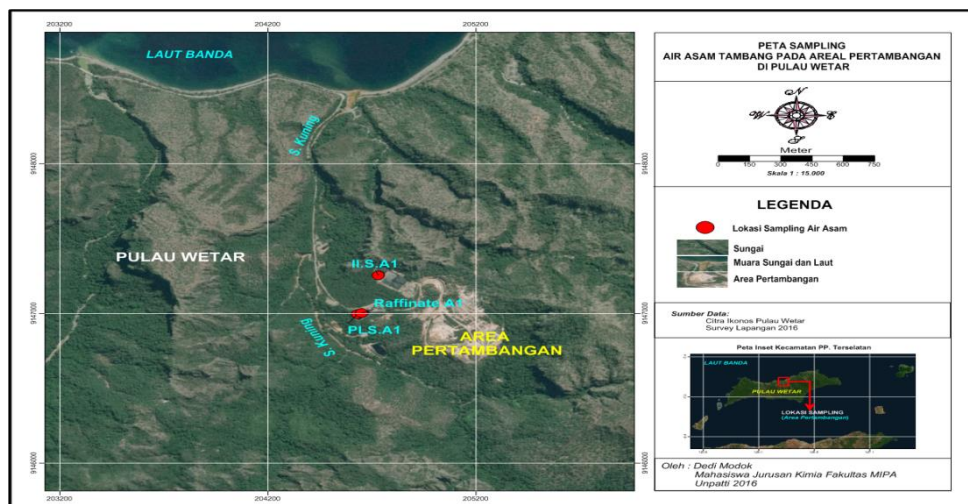 203200
204200
205200
9148000
9147000
9146000
LAUT BANDA
S. Kuning
PULAU WETAR
II.S.A1
Raffinate A1
PLS.A1
S. Kuning
AREA
PERTAMBANGAN
9148000
9147000
9146000
203200
204200
205200
PETA SAMPLING
AIR ASAM TAMBANG PADA AREAL PERTAMBANGAN
DI PULAU WETAR
N
W
E
S
Meter
0 150 300 450 600 750
Skala 1 : 15.000
LEGENDA
Lokasi Sampling Air Asam
Sungai
Muara Sungai dan Laut
Area Pertambangan
Sumber Data:
Citra Ikonos Pulau Wetar
Survey Lapangan 2016
Peta Inset Kecamatan PP. Terselatan
LAUT BANDA
PULAU WETAR
LOKASI SAMPLING
(Area Pertambangan)
Oleh : Dedi Modok
Mahasiswa Jurusan Kimia Fakultas MIPA
Unpatti 2016